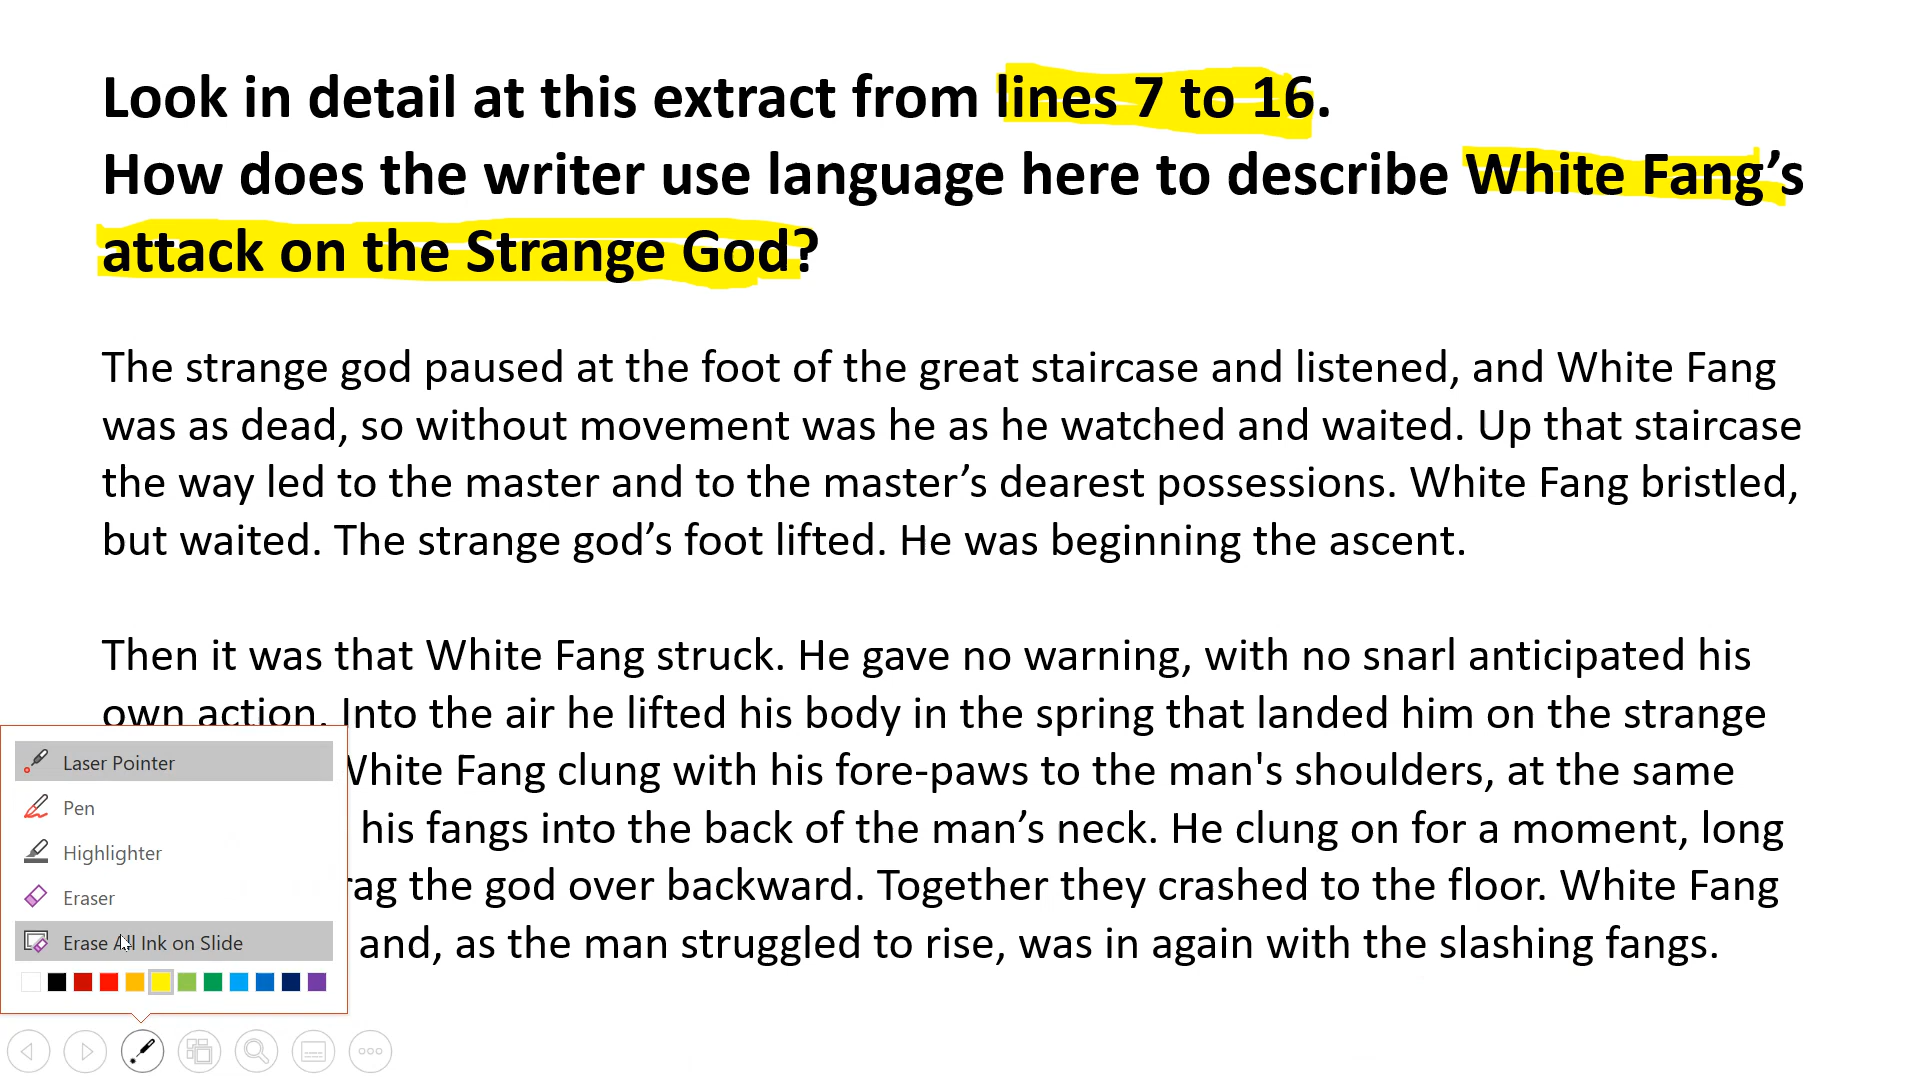 Look in detail at this extract from lines 7 to 16.
How does the writer use language here to describe White Fang’s
attack on the Strange God?
The strange god paused at the foot of the great staircase and listened, and White Fang
was as dead, so without movement was he as he watched and waited. Up that staircase
the way led to the master and to the master’s dearest possessions. White Fang bristled,
but waited. The strange god’s foot lifted. He was beginning the ascent.
Then it was that White Fang struck. He gave no warning, with no snarl anticipated his
own action. Into the air he lifted his body in the spring that landed him on the strange
White Fang clung with his fore-paws to the man's shoulders, at the same
his fangs into the back of the man’s neck. He clung on for a moment, long
the god over backward. Together they crashed to the floor. White Fang
and, as the man struggled to rise, was in again with the slashing fangs.
Laser Pointer
Pen
Highlighter
Eraser
Erase All Ink on Slide